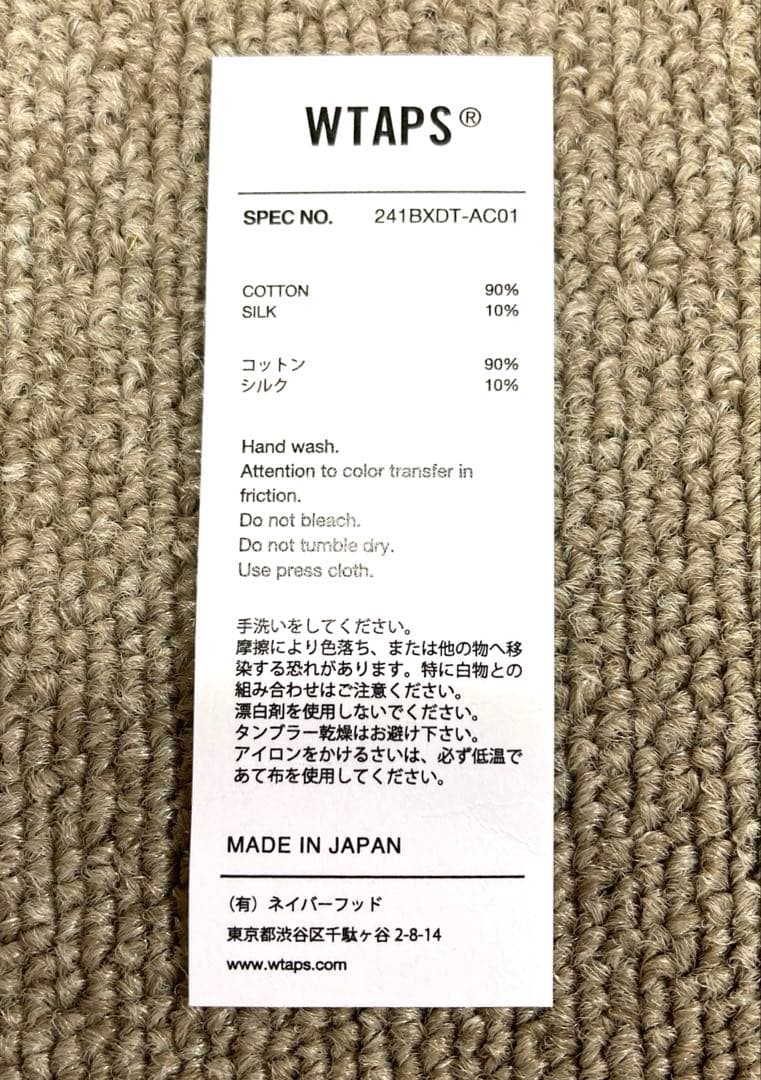 WTAPS®
SPEC NO. 241BXDT-AC01
COTTON 90%
SILK 10%
コットン 90%
シルク 10%
Hand wash.
Attention to color transfer in
friction.
Do not bleach.
Do not tumble dry.
Use press cloth.
手洗いをしてください。
摩擦により色落ち、または他の物へ移
染する恐れがあります。特に白物との
組み合わせはご注意ください。
漂白剤を使用しないでください。
タンブラー乾燥はお避け下さい。
アイロンをかけるさいは、必ず低温で
あて布を使用してください。
MADE IN JAPAN
（有）ネイバーフッド
東京都渋谷区千駄ヶ谷 2-8-14
www.wtaps.com